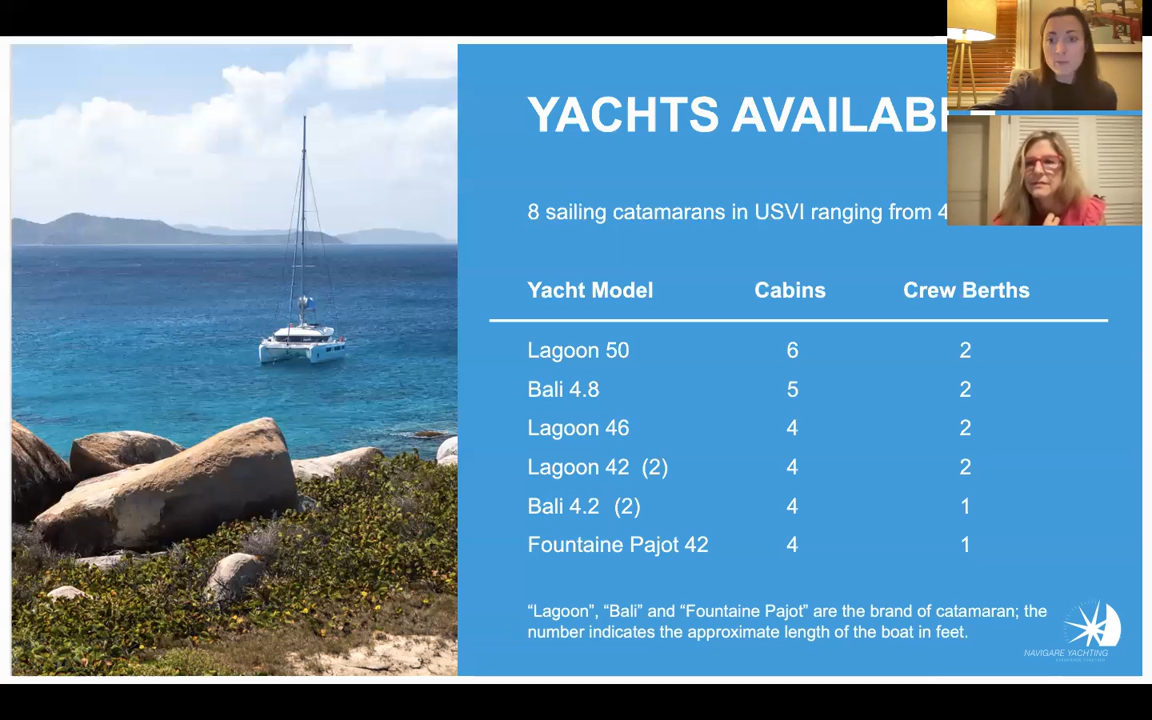 YACHTS AVAILAB
8 sailing catamarans in USVI ranging from 4
Yacht Model Cabins Crew Berths
Lagoon 50 6 2
Bali 4.8 5 2
Lagoon 46 4 2
Lagoon 42 (2) 4 2
Bali 4.2 (2) 4 1
Fountaine Pajot 42 4 1
“Lagoon”, “Bali” and “Fountaine Pajot” are the brand of catamaran; the
number indicates the approximate length of the boat in feet.
NAVIGARE YACHTING